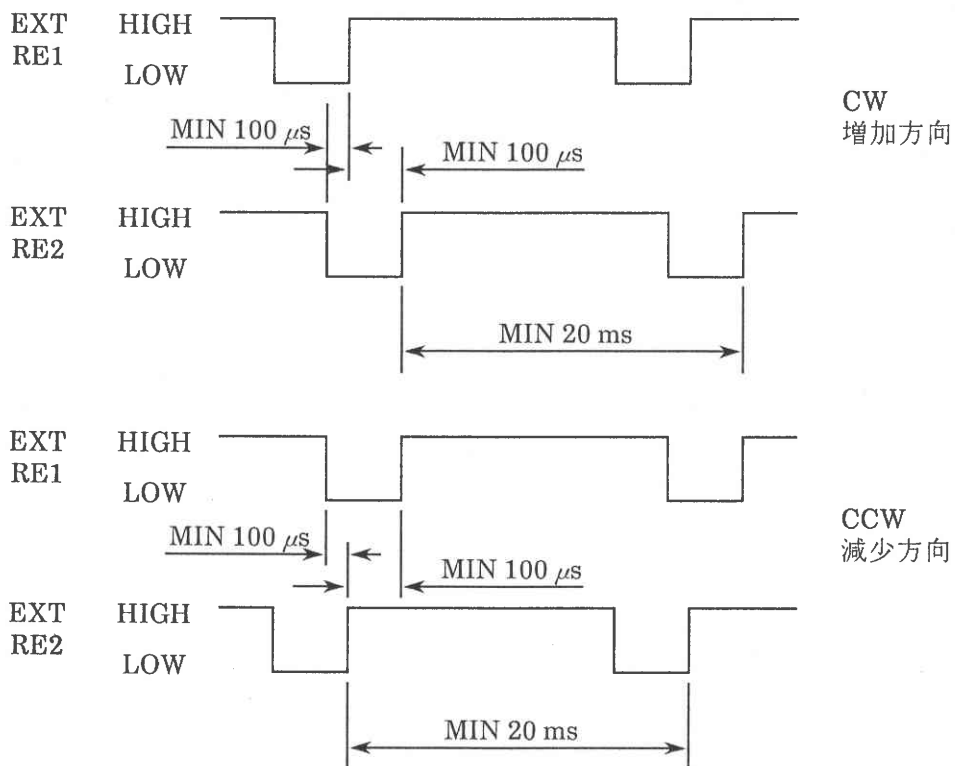 EXT HIGH
RE1
LOW
CW
増加方向
MIN 100 μs
MIN 100 μs
EXT HIGH
RE2
LOW
MIN 20 ms
EXT HIGH
RE1
LOW
CCW
減少方向
MIN 100 μs
MIN 100 μs
EXT HIGH
RE2
LOW
MIN 20 ms